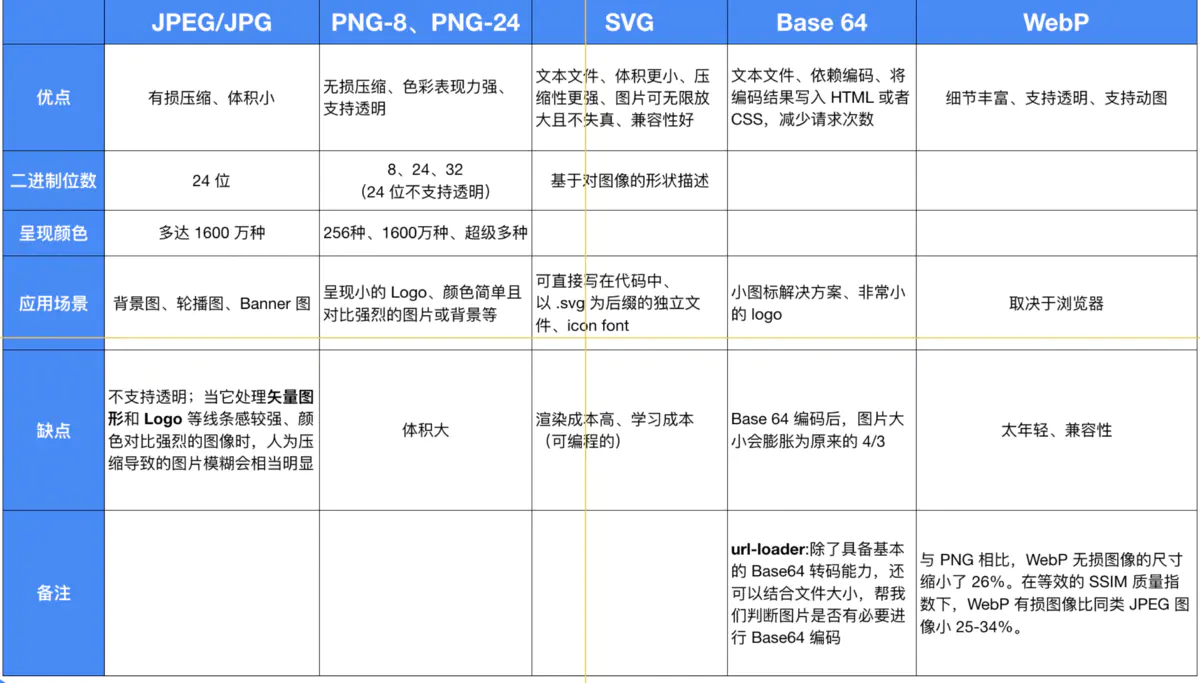 JPEG/JPG
PNG-8、PNG-24
SVG
Base 64
WebP
优点
有损压缩、体积小
无损压缩、色彩表现力强、
支持透明
文本文件、体积更小、压
缩性更强、图片可无限放
大且不失真、兼容性好
文本文件、依赖编码、将
编码结果写入 HTML 或者
CSS，减少请求次数
细节丰富、支持透明、支持动图
二进制位数
24 位
8、24、32
（24 位不支持透明）
基于对图像的形状描述
呈现颜色
多达 1600 万种
256种、1600万种、超级多种
应用场景
背景图、轮播图、Banner 图
呈现小的 Logo、颜色简单且
对比强烈的图片或背景等
可直接写在代码中、
以 .svg 为后缀的独立文
件、icon font
小图标解决方案、非常小
的 logo
取决于浏览器
缺点
不支持透明；当它处理矢量图
形和 Logo 等线条感较强、颜
色对比强烈的图像时，人为压
缩导致的图片模糊会相当明显
体积大
渲染成本高、学习成本
（可编程的）
Base 64 编码后，图片大
小会膨胀为原来的 4/3
太年轻、兼容性
备注
url-loader:除了具备基本
的 Base64 转码能力，还
可以结合文件大小，帮我
们判断图片是否有必要进
行 Base64 编码
与 PNG 相比，WebP 无损图像的尺寸
缩小了 26%。在等效的 SSIM 质量指
数下，WebP 有损图像比同类 JPEG 图
像小 25-34%。